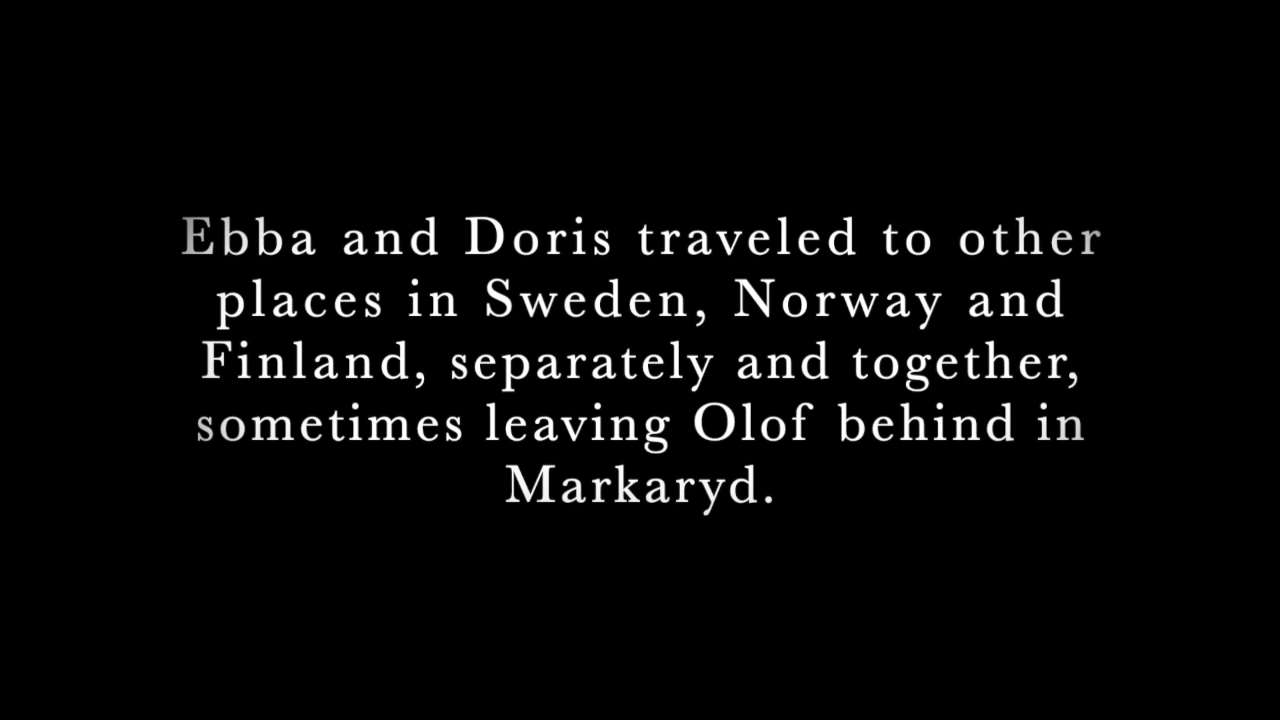 Ebba and Doris traveled to other
places in Sweden, Norway and
Finland, separately and together,
sometimes leaving Olof behind in
Markaryd.